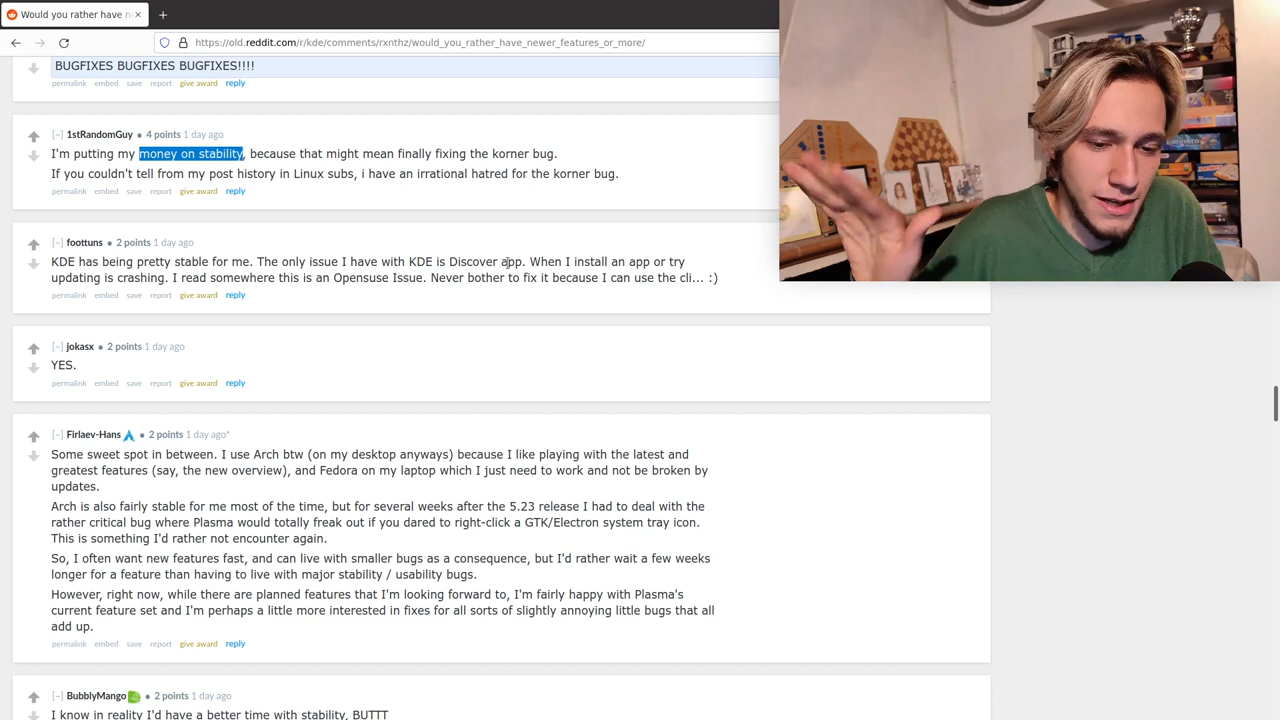 Would you rather have n
https://old.reddit.com/r/kde/comments/rxnthz/would_you_rather_have_newer_features_or_more/
BUGFIXES BUGFIXES BUGFIXES!!!!
permalink embed save report give award reply
[–] 1stRandomGuy • 4 points 1 day ago
I'm putting my money on stability, because that might mean finally fixing the korner bug.
If you couldn't tell from my post history in Linux subs, i have an irrational hatred for the korner bug.
permalink embed save report give award reply
[–] foottuns • 2 points 1 day ago
KDE has being pretty stable for me. The only issue I have with KDE is Discover app. When I install an app or try
updating is crashing. I read somewhere this is an Opensuse Issue. Never bother to fix it because I can use the cli... :)
permalink embed save report give award reply
[–] jokasx • 2 points 1 day ago
YES.
permalink embed save report give award reply
[–] Firlaev-Hans • 2 points 1 day ago*
Some sweet spot in between. I use Arch btw (on my desktop anyways) because I like playing with the latest and
greatest features (say, the new overview), and Fedora on my laptop which I just need to work and not be broken by
updates.
Arch is also fairly stable for me most of the time, but for several weeks after the 5.23 release I had to deal with the
rather critical bug where Plasma would totally freak out if you dared to right-click a GTK/Electron system tray icon.
This is something I'd rather not encounter again.
So, I often want new features fast, and can live with smaller bugs as a consequence, but I'd rather wait a few weeks
longer for a feature than having to live with major stability / usability bugs.
However, right now, while there are planned features that I'm looking forward to, I'm fairly happy with Plasma's
current feature set and I'm perhaps a little more interested in fixes for all sorts of slightly annoying little bugs that all
add up.
permalink embed save report give award reply
[–] BubblyMango • 2 points 1 day ago
I know in reality I'd have a better time with stability, BUTTT